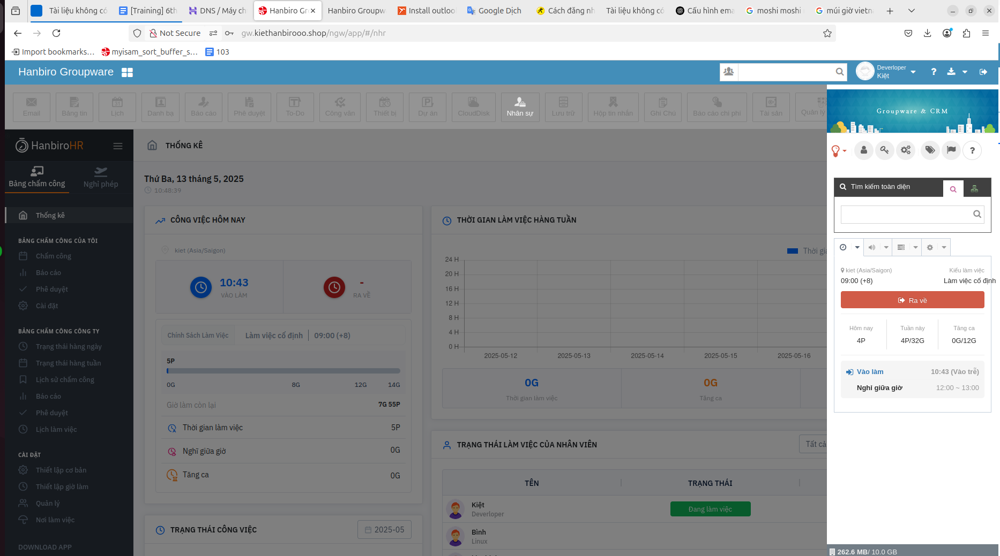 Tài liệu không có
[Training] 6th
DNS / Máy ch
Hanbiro Gr
Hanbiro Groupw
Install outloo
Google Dịch
Cách đăng nh
Tài liệu không có
Cấu hình ema
moshi moshi
múi giờ vietn
Not Secure
gw.kiethanbirooo.shop/ngw/app/#/nhr
Import bookmarks...
myisam_sort_buffer_s...
103
Hanbiro Groupware
Deverloper
Kiệt
?
Email
Bảng tin
Lịch
Danh bạ
Báo cáo
Phê duyệt
To-Do
Công văn
Thiết bị
Dự án
CloudDisk
Nhân sự
Lưu trữ
Hộp tin nhắn
Ghi Chú
Báo cáo chi phí
Tài sản
Quản lý
HanbiroHR
Bảng chấm công
Nghỉ phép
Thống kê
BẢNG CHẤM CÔNG CỦA TÔI
Chấm công
Báo cáo
Phê duyệt
Cài đặt
BẢNG CHẤM CÔNG CÔNG TY
Trạng thái hàng ngày
Trạng thái hàng tuần
Lịch sử chấm công
Báo cáo
Phê duyệt
Lịch làm việc
CÀI ĐẶT
Thiết lập cơ bản
Thiết lập giờ làm
Quản lý
Nơi làm việc
DOWNLOAD APP
THỐNG KÊ
Thứ Ba, 13 tháng 5, 2025
10:48:39
CÔNG VIỆC HÔM NAY
kiet (Asia/Saigon)
10:43
VÀO LÀM
-
RA VỀ
Chính Sách Làm Việc
Làm việc cố định
09:00 (+8)
5P
0G
8G
12G
14G
Giờ làm còn lại
7G 55P
Thời gian làm việc
5P
Nghĩ giữa giờ
0G
Tăng ca
0G
TRẠNG THÁI CÔNG VIỆC
2025-05
THỜI GIAN LÀM VIỆC HÀNG TUẦN
Thời gia
24 H
20 H
16 H
12 H
8 H
4 H
0 H
2025-05-12
2025-05-13
2025-05-14
2025-05-15
2025-05-16
0G
Thời gian làm việc
0G
Tăng ca
TRẠNG THÁI LÀM VIỆC CỦA NHÂN VIÊN
Tất cả
TÊN
TRẠNG THÁI
Kiệt
Deverloper
Đang làm việc
Bình
Linux
Groupware & CRM
?
Tìm kiếm toàn diện
kiet (Asia/Saigon)
Kiểu làm việc
09:00 (+8)
Làm việc cố định
Ra về
Hôm nay
4P
Tuần này
4P/32G
Tăng ca
0G/12G
Vào làm
10:43 (Vào trễ)
Nghỉ giữa giờ
12:00 ~ 13:00
262.6 MB/ 10.0 GB